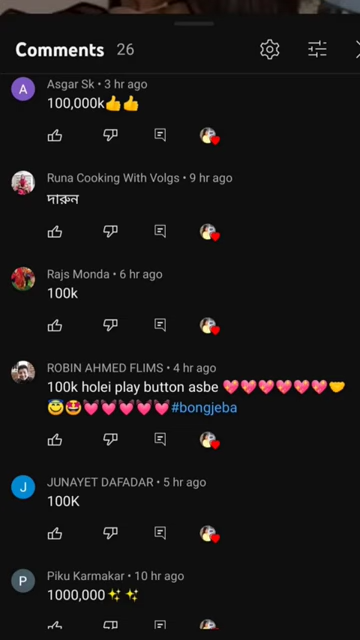 Comments 26
Asgar Sk • 3 hr ago
100,000k👍👍
Runa Cooking With Volgs • 9 hr ago
দারুন
Rajs Monda • 6 hr ago
100k
ROBIN AHMED FLIMS • 4 hr ago
100k holei play button asbe 💖💖💖💖💖💖🤝
😇🤩💓💓💓💓💓#bongjeba
JUNAYET DAFADAR • 5 hr ago
100K
Piku Karmakar • 10 hr ago
1000,000✨✨